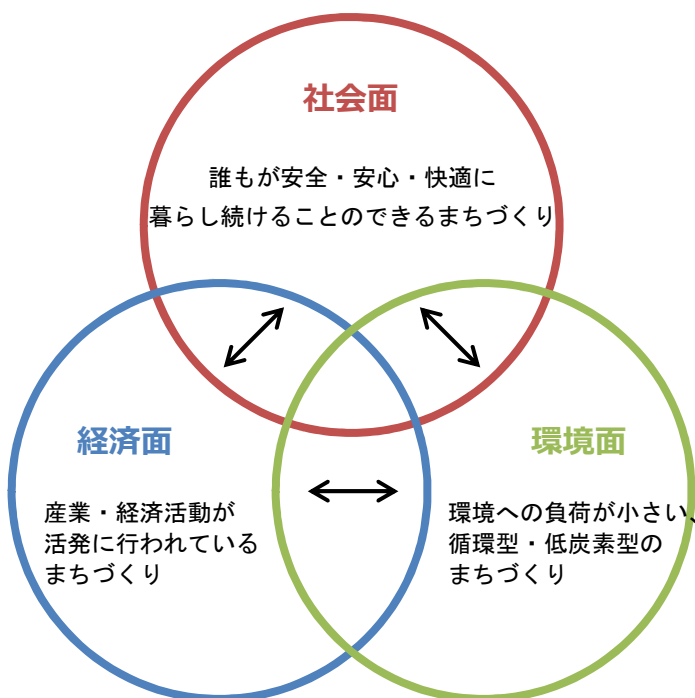 社会面
誰もが安全・安心・快適に
暮らし続けることのできるまちづくり
経済面
産業・経済活動が
活発に行われている
まちづくり
環境面
環境への負荷が小さい、
循環型・低炭素型の
まちづくり